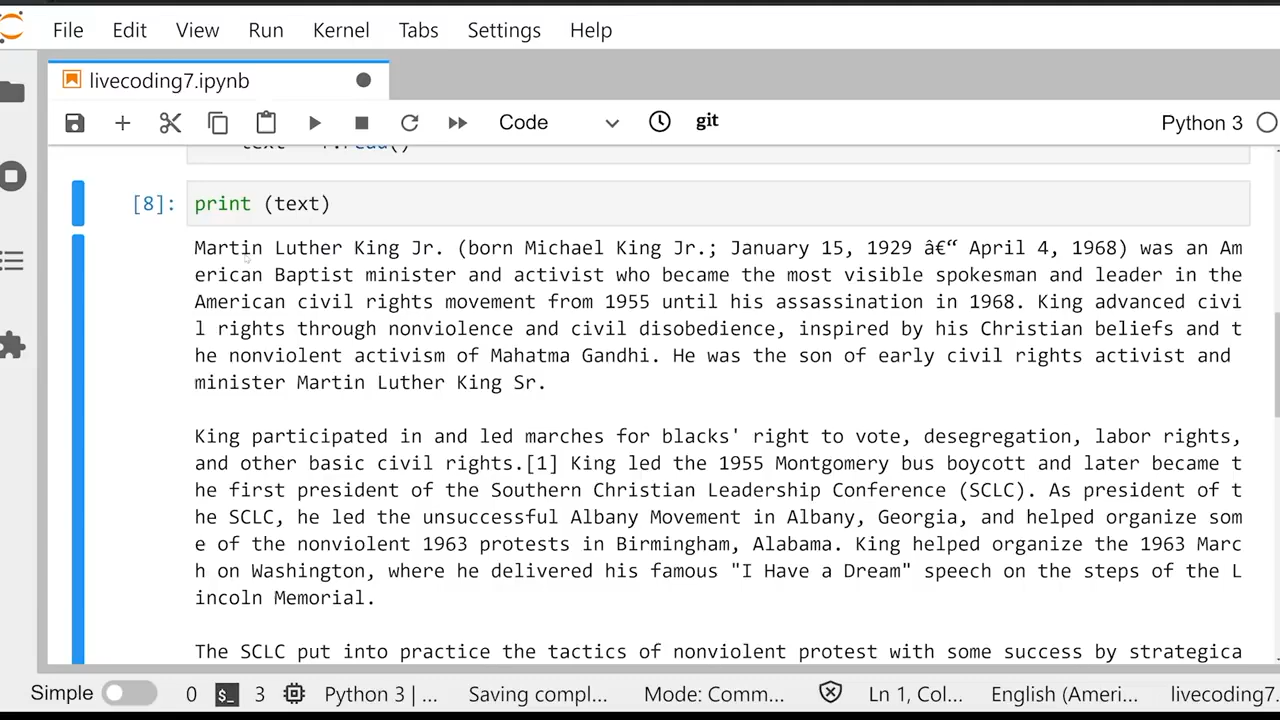 File Edit View Run Kernel Tabs Settings Help
livecoding7.ipynb
Code git Python 3
text = f.read()
[8]: print (text)
Martin Luther King Jr. (born Michael King Jr.; January 15, 1929 â€“ April 4, 1968) was an Am
erican Baptist minister and activist who became the most visible spokesman and leader in the
American civil rights movement from 1955 until his assassination in 1968. King advanced civi
l rights through nonviolence and civil disobedience, inspired by his Christian beliefs and t
he nonviolent activism of Mahatma Gandhi. He was the son of early civil rights activist and
minister Martin Luther King Sr.
King participated in and led marches for blacks' right to vote, desegregation, labor rights,
and other basic civil rights.[1] King led the 1955 Montgomery bus boycott and later became t
he first president of the Southern Christian Leadership Conference (SCLC). As president of t
he SCLC, he led the unsuccessful Albany Movement in Albany, Georgia, and helped organize som
e of the nonviolent 1963 protests in Birmingham, Alabama. King helped organize the 1963 Marc
h on Washington, where he delivered his famous "I Have a Dream" speech on the steps of the L
incoln Memorial.
The SCLC put into practice the tactics of nonviolent protest with some success by strategica
Simple 0 $_ 3 Python 3 | ... Saving compl... Mode: Comm... Ln 1, Col... English (Ameri... livecoding7.